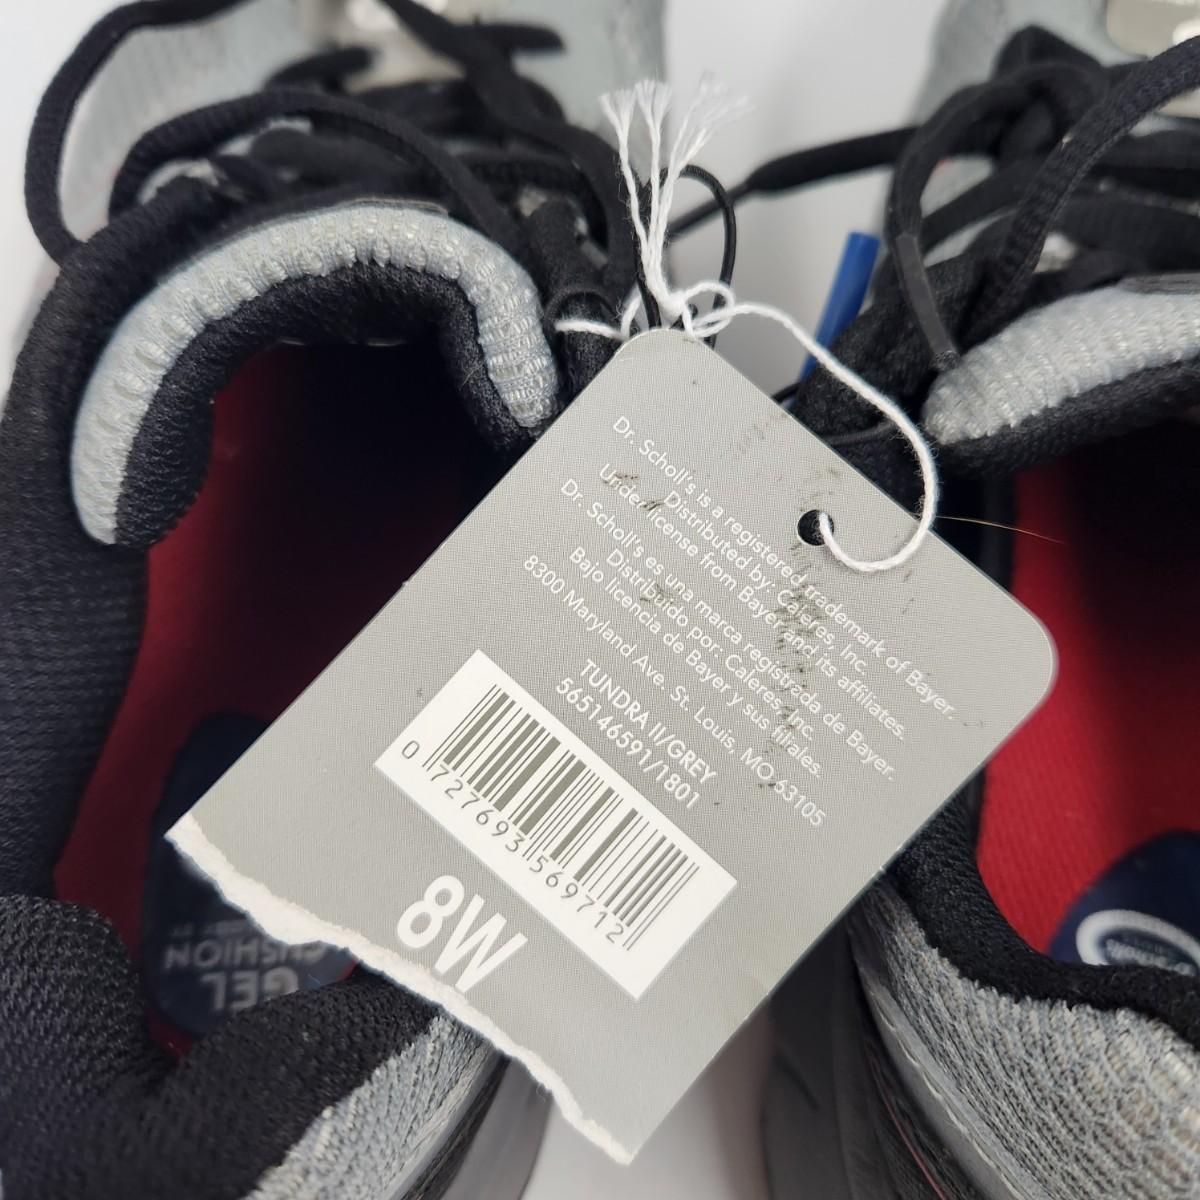 Dr. Scholl's is a registered trademark of Bayer.
Distributed by: Caleres, Inc.
Under license from Bayer and its affiliates.
Dr. Scholl's es una marca registrada de Bayer.
Distribuido por: Caleres, Inc.
Bajo licencia de Bayer y sus filiales.
8300 Maryland Ave. St. Louis, MO 63105
TUNDRA II/GREY
565146591/1801
0 727693 569712
8W
GEL
CUSHION